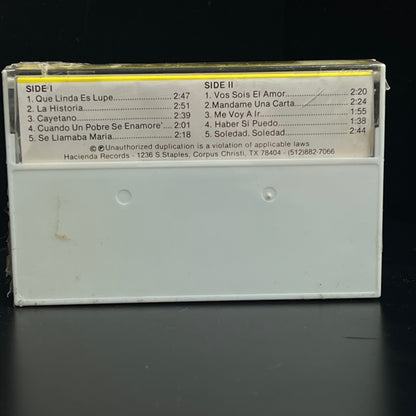 SIDE I
1. Que Linda Es Lupe..................2:47
2. La Historia..............................2:51
3. Cayetano................................2:39
4. Cuando Un Pobre Se Enamore'...2:01
5. Se Llamaba Maria....................2:18
SIDE II
1. Vos Sois El Amor.....................2:20
2. Mandame Una Carta................2:24
3. Me Voy A Ir.............................1:55
4. Haber Si Puedo.......................1:38
5. Soledad, Soledad....................2:44
© ℗Unauthorized duplication is a violation of applicable laws
Hacienda Records - 1236 S Staples, Corpus Christi, TX 78404 - (512)882-7066